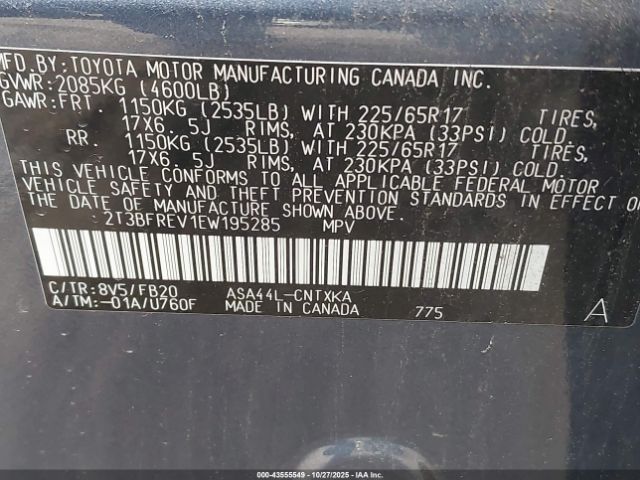 MFD.BY:TOYOTA MOTOR MANUFACTURING CANADA INC.
GVWR:2085KG (4600LB)
GAWR:FRT. 1150KG (2535LB) WITH 225/65R17 TIRES,
17X6.5J RIMS, AT 230KPA (33PSI) COLD.
RR. 1150KG (2535LB) WITH 225/65R17 TIRES,
17X6.5J RIMS, AT 230KPA (33PSI) COLD.
THIS VEHICLE CONFORMS TO ALL APPLICABLE FEDERAL MOTOR
VEHICLE SAFETY AND THEFT PREVENTION STANDARDS IN EFFECT ON
THE DATE OF MANUFACTURE SHOWN ABOVE.
2T3BFREV1EW195285 MPV
C/TR:8V5/FB20 ASA44L-CNTXKA
A/TM:-01A/U760F MADE IN CANADA 775 A
000-43555549 | 10/27/2025 | IAA, Inc.